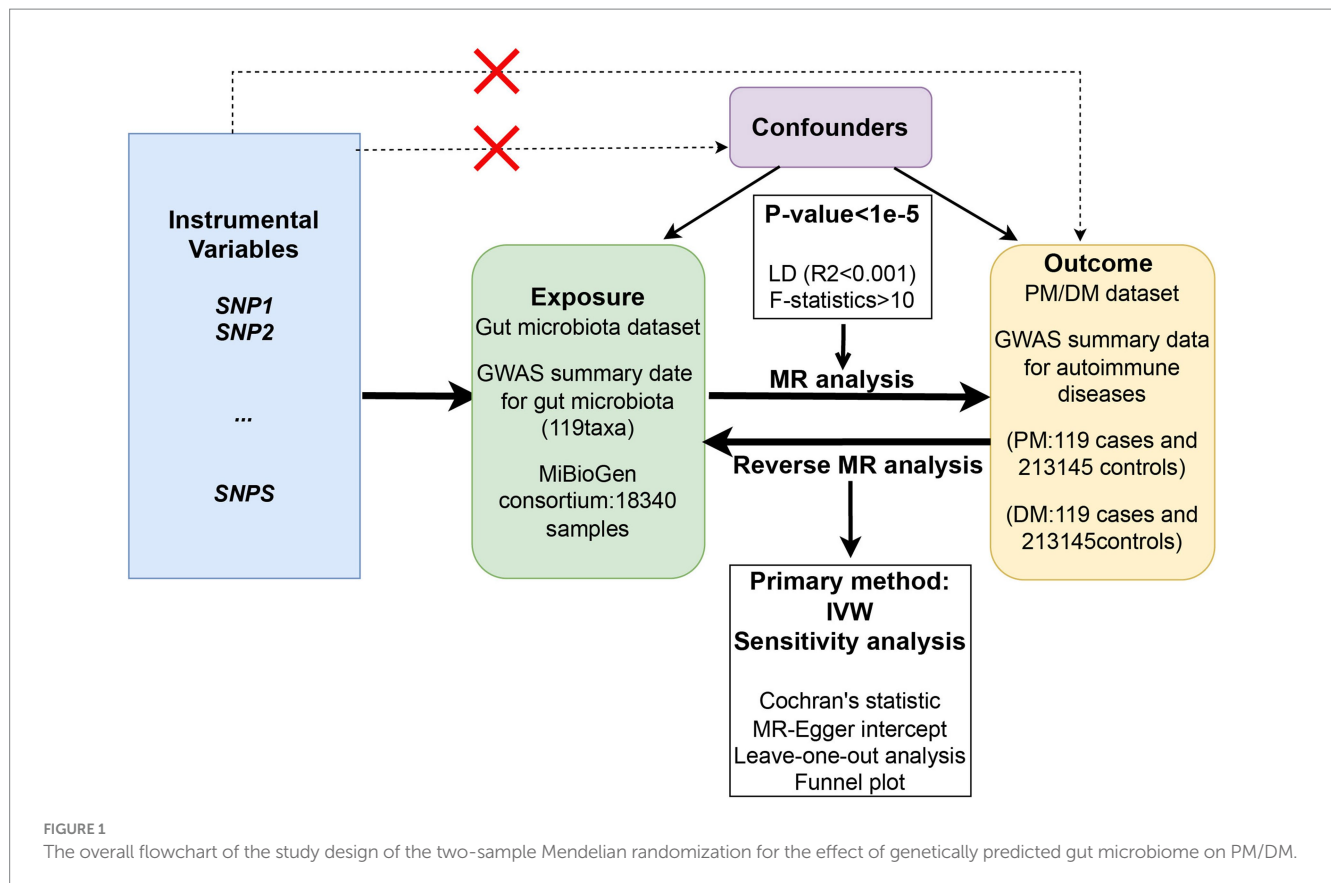 Confounders
Instrumental
Variables
SNP1
SNP2
...
SNPS
Exposure
Gut microbiota dataset
GWAS summary date
for gut microbiota
(119taxa)
MiBioGen
consortium:18340
samples
P-value<1e-5
LD (R2<0.001)
F-statistics>10
MR analysis
Reverse MR analysis
Outcome
PM/DM dataset
GWAS summary data
for autoimmune
diseases
(PM:119 cases and
213145 controls)
(DM:119 cases and
213145controls)
Primary method:
IVW
Sensitivity analysis
Cochran's statistic
MR-Egger intercept
Leave-one-out analysis
Funnel plot
FIGURE 1
The overall flowchart of the study design of the two-sample Mendelian randomization for the effect of genetically predicted gut microbiome on PM/DM.